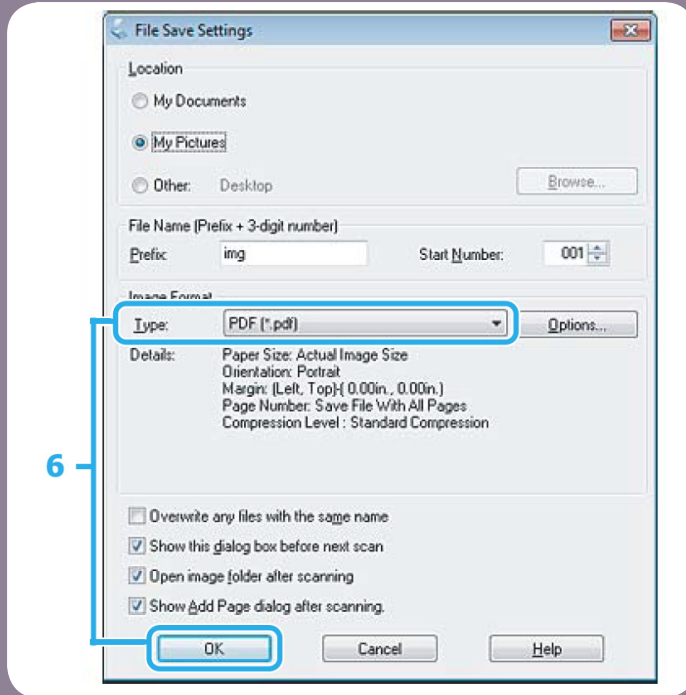 File Save Settings
Location
My Documents
My Pictures
Other: Desktop Browse...
File Name (Prefix + 3-digit number)
Prefix: img Start Number: 001
Image Format
Type: PDF (*.pdf) Options...
Details: Paper Size: Actual Image Size
Orientation: Portrait
Margin: (Left, Top)-( 0.00in., 0.00in.)
Page Number: Save File With All Pages
Compression Level : Standard Compression
6
Overwrite any files with the same name
Show this dialog box before next scan
Open image folder after scanning
Show Add Page dialog after scanning.
OK Cancel Help